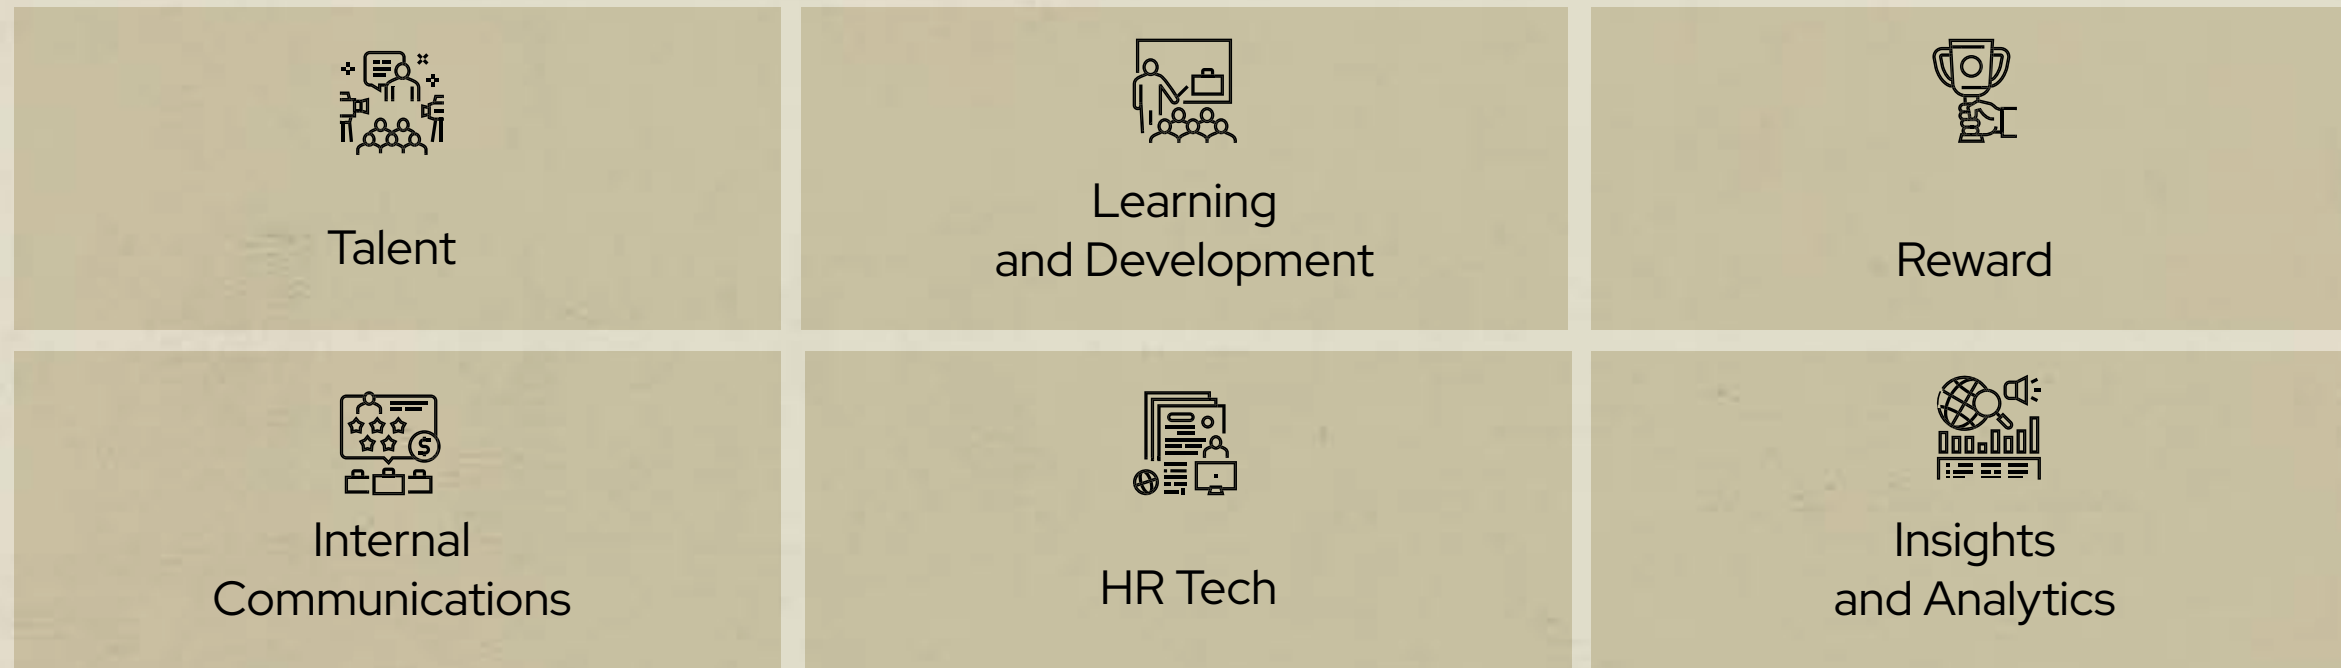 Talent
Learning
and Development
Reward
Internal
Communications
HR Tech
Insights
and Analytics